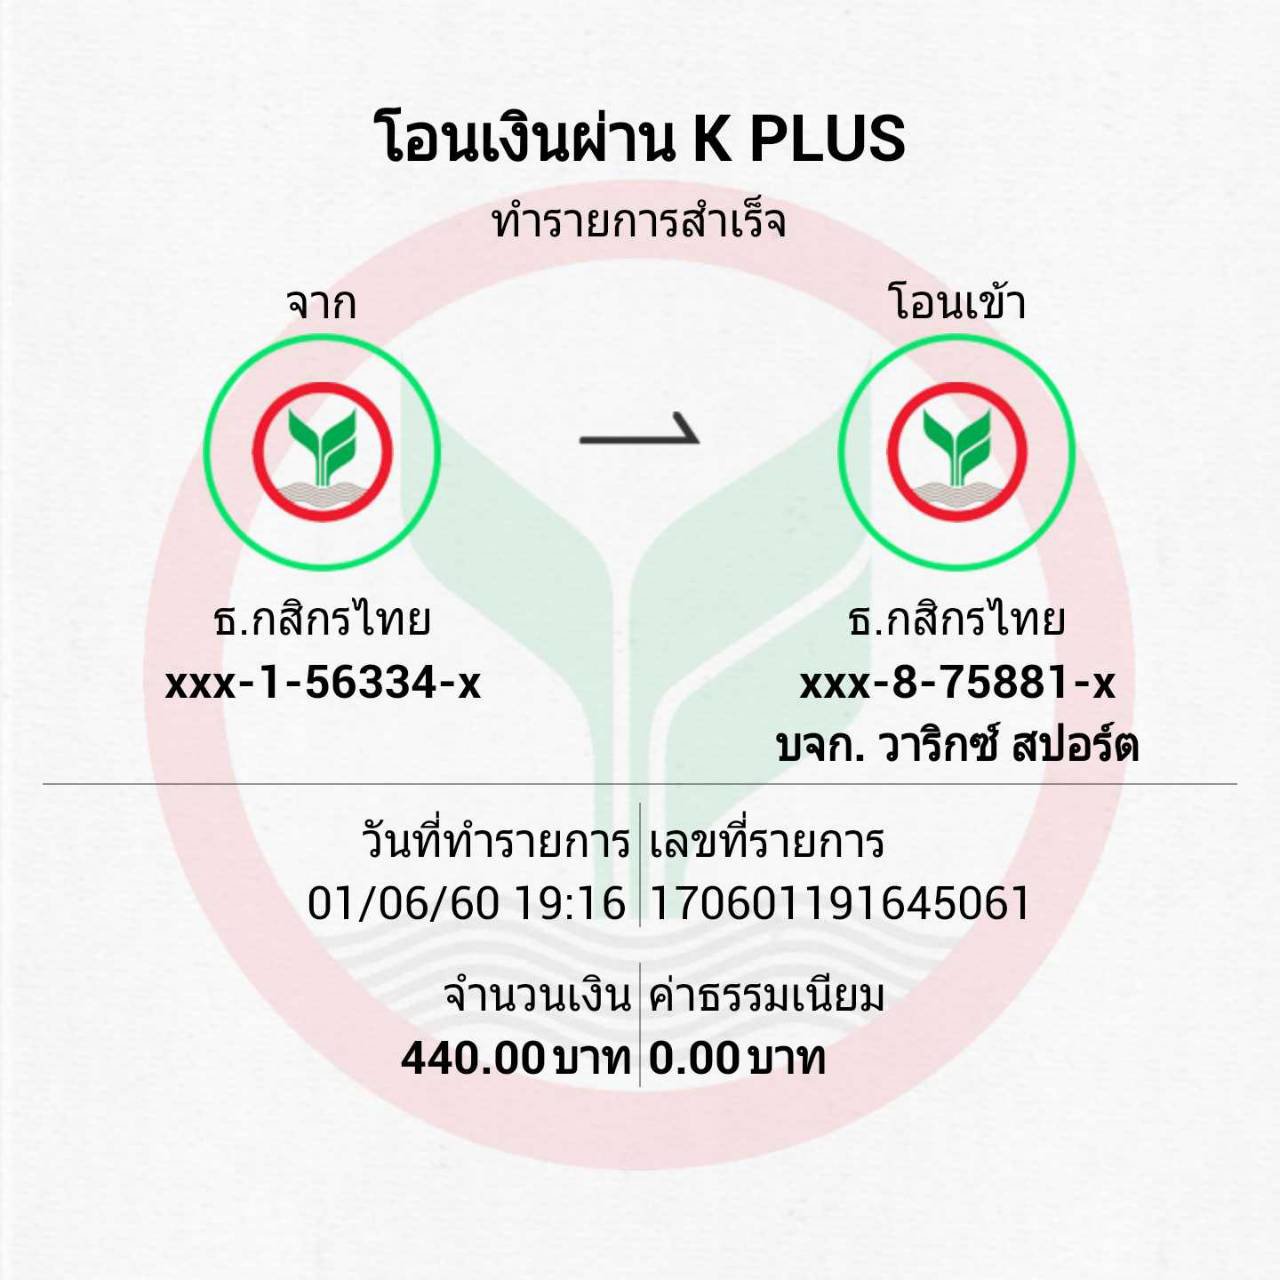 โอนเงินผ่าน K PLUS
ทำรายการสำเร็จ
จาก
โอนเข้า
ธ.กสิกรไทย
xxx-1-56334-x
ธ.กสิกรไทย
xxx-8-75881-x
บจก. วาริกซ์ สปอร์ต
วันที่ทำรายการ
01/06/60 19:16
เลขที่รายการ
170601191645061
จำนวนเงิน
440.00 บาท
ค่าธรรมเนียม
0.00 บาท